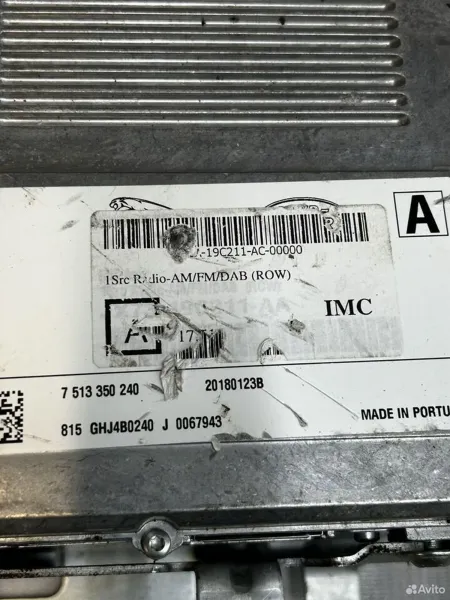 A
-19C211-AC-00000
1Src Radio-AM/FM/DAB (ROW)
A
IMC
7 513 350 240 20180123B
815 GHJ4B0240 J 0067943
MADE IN PORTU
Avito